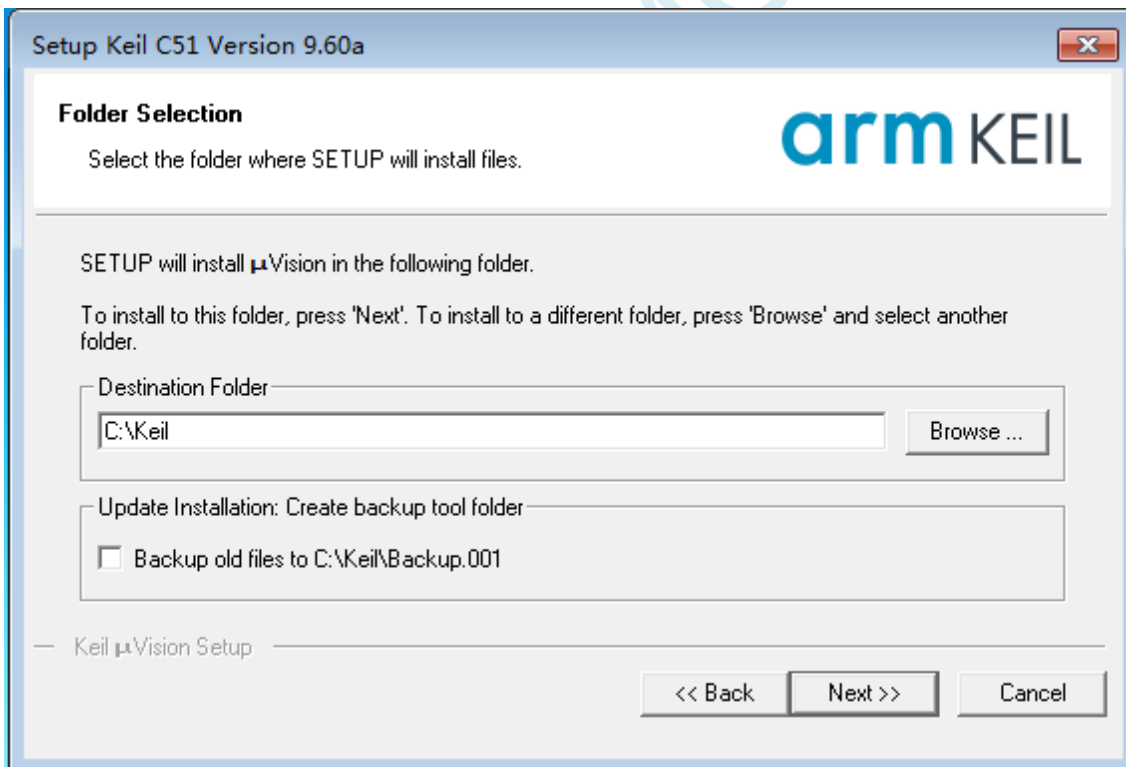 Setup Keil C51 Version 9.60a
Folder Selection
Select the folder where SETUP will install files.
arm KEIL
SETUP will install µVision in the following folder.
To install to this folder, press 'Next'. To install to a different folder, press 'Browse' and select another
folder.
Destination Folder
C:\Keil
Browse ...
Update Installation: Create backup tool folder
Backup old files to C:\Keil\Backup.001
Keil µVision Setup
<< Back
Next >>
Cancel